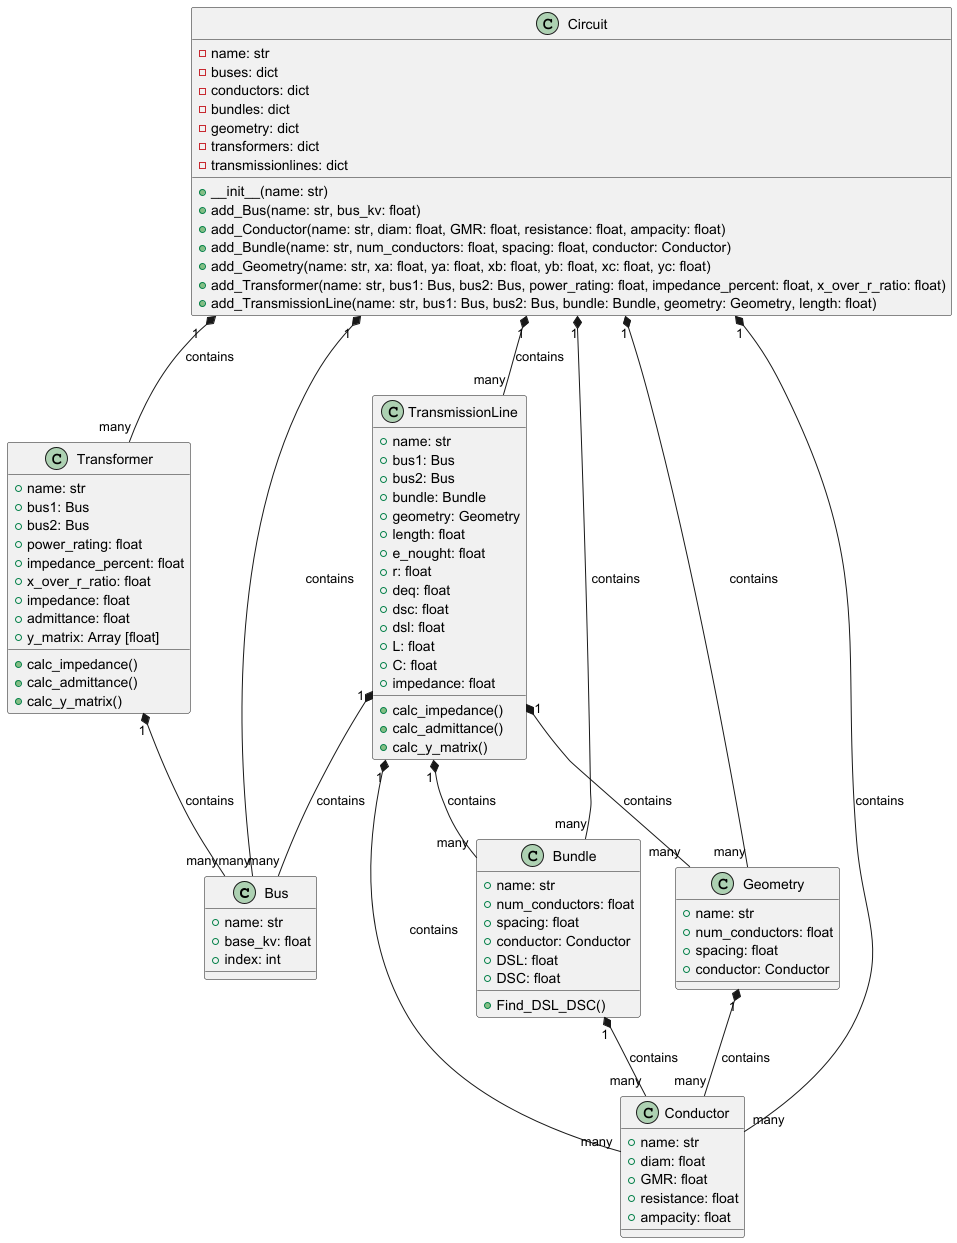 C Circuit
name: str
buses: dict
conductors: dict
bundles: dict
geometry: dict
transformers: dict
transmissionlines: dict
__init__(name: str)
add_Bus(name: str, bus_kv: float)
add_Conductor(name: str, diam: float, GMR: float, resistance: float, ampacity: float)
add_Bundle(name: str, num_conductors: float, spacing: float, conductor: Conductor)
add_Geometry(name: str, xa: float, ya: float, xb: float, yb: float, xc: float, yc: float)
add_Transformer(name: str, bus1: Bus, bus2: Bus, power_rating: float, impedance_percent: float, x_over_r_ratio: float)
add_TransmissionLine(name: str, bus1: Bus, bus2: Bus, bundle: Bundle, geometry: Geometry, length: float)
1 1 1 1 1 1
contains contains
many many
C Transformer
name: str
bus1: Bus
bus2: Bus
power_rating: float
impedance_percent: float
x_over_r_ratio: float
impedance: float
admittance: float
y_matrix: Array [float]
calc_impedance()
calc_admittance()
calc_y_matrix()
C TransmissionLine
name: str
bus1: Bus
bus2: Bus
bundle: Bundle
geometry: Geometry
length: float
e_nought: float
r: float
deq: float
dsc: float
dsl: float
L: float
C: float
impedance: float
calc_impedance()
calc_admittance()
calc_y_matrix()
contains contains contains
1 1 1
1 1
contains contains contains contains contains
many many many
many many many
C Bus
name: str
base_kv: float
index: int
C Bundle
name: str
num_conductors: float
spacing: float
conductor: Conductor
DSL: float
DSC: float
Find_DSL_DSC()
C Geometry
name: str
num_conductors: float
spacing: float
conductor: Conductor
contains
1 1
contains contains
many many
many many
C Conductor
name: str
diam: float
GMR: float
resistance: float
ampacity: float